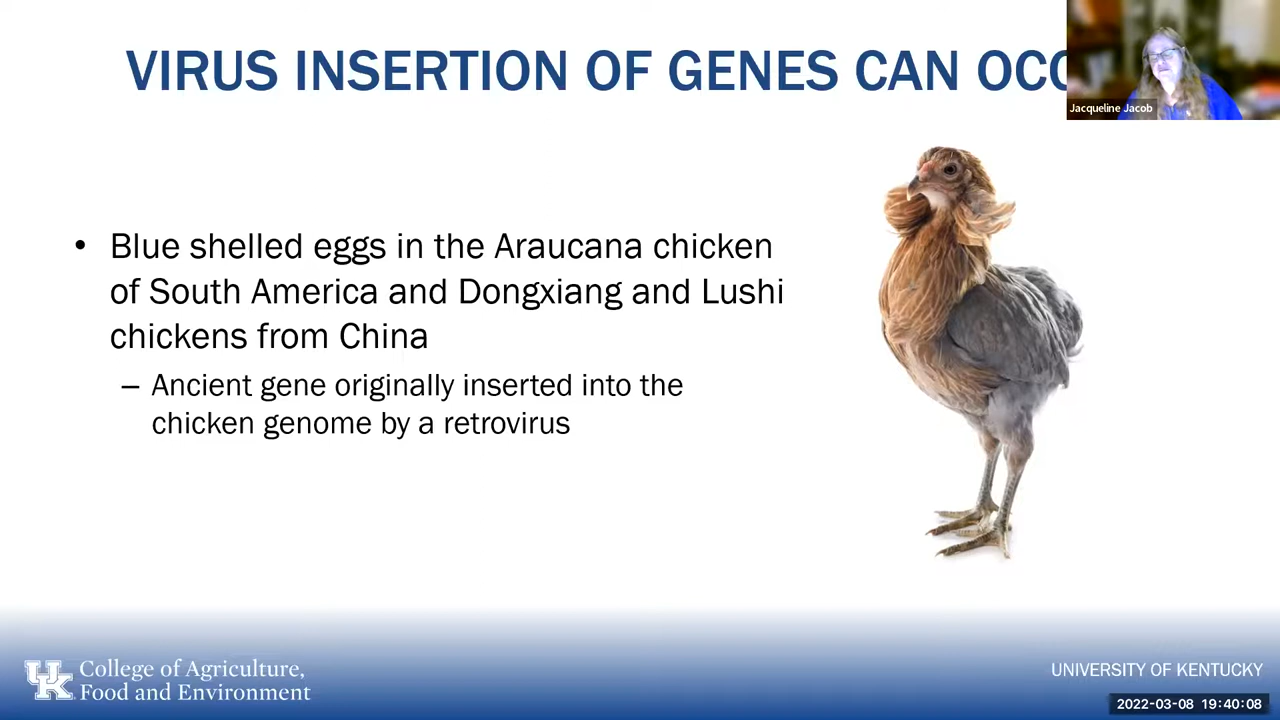 VIRUS INSERTION OF GENES CAN
Jacqueline Jacob
• Blue shelled eggs in the Araucana chicken
of South America and Dongxiang and Lushi
chickens from China
– Ancient gene originally inserted into the
chicken genome by a retrovirus
UK
College of Agriculture,
Food and Environment
UNIVERSITY OF KENTUCKY
2022-03-08 19:40:08